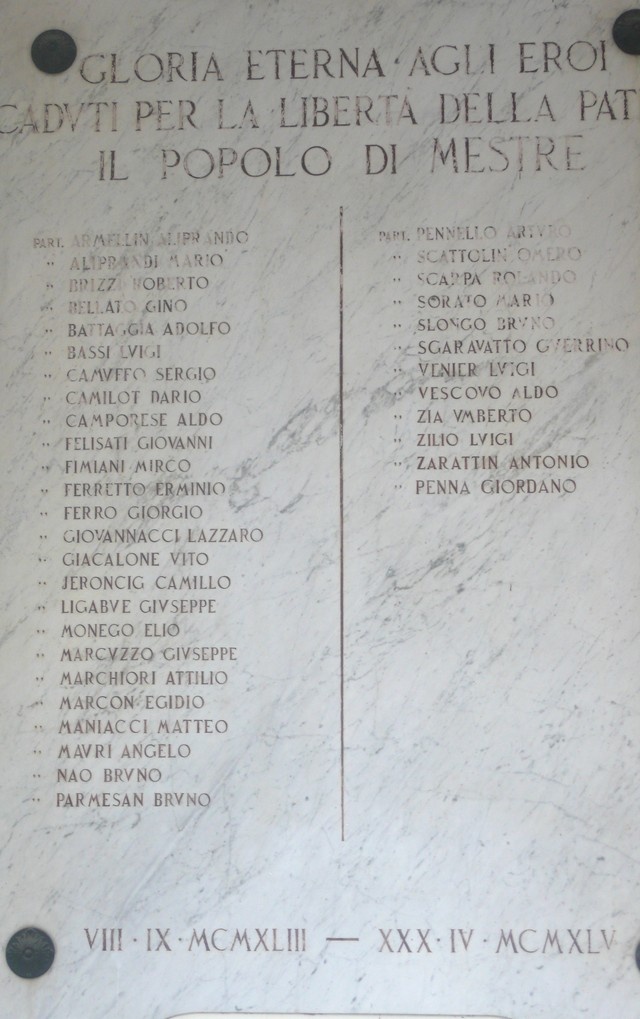 GLORIA ETERNA · AGLI EROI
CADVTI PER LA LIBERTÀ DELLA PAT
IL POPOLO DI MESTRE
PART. ARMELLIN ALIPRANDO
" ALIPRANDI MARIO
" BRIZZI ROBERTO
" BELLATO GINO
" BATTAGGIA ADOLFO
" BASSI LVIGI
" CAMVFFO SERGIO
" CAMILOT DARIO
" CAMPORESE ALDO
" FELISATI GIOVANNI
" FIMIANI MIRCO
" FERRETTO ERMINIO
" FERRO GIORGIO
" GIOVANNACCI LAZZARO
" GIACALONE VITO
" JERONCIG CAMILLO
" LIGABVE GIVSEPPE
" MONEGO ELIO
" MARCVZZO GIVSEPPE
" MARCHIORI ATTILIO
" MARCON EGIDIO
" MANIACCI MATTEO
" MAVRI ANGELO
" NAO BRVNO
" PARMESAN BRVNO
PART. PENNELLO ARTVRO
" SCATTOLIN OMERO
" SCARPA ROLANDO
" SORATO MARIO
" SLONGO BRVNO
" SGARAVATTO GVERRINO
" VENIER LVIGI
" VESCOVO ALDO
" ZIA VMBERTO
" ZILIO LVIGI
" ZARATTIN ANTONIO
" PENNA GIORDANO
VIII · IX · MCMXLIII — XXX · IV · MCMXLV